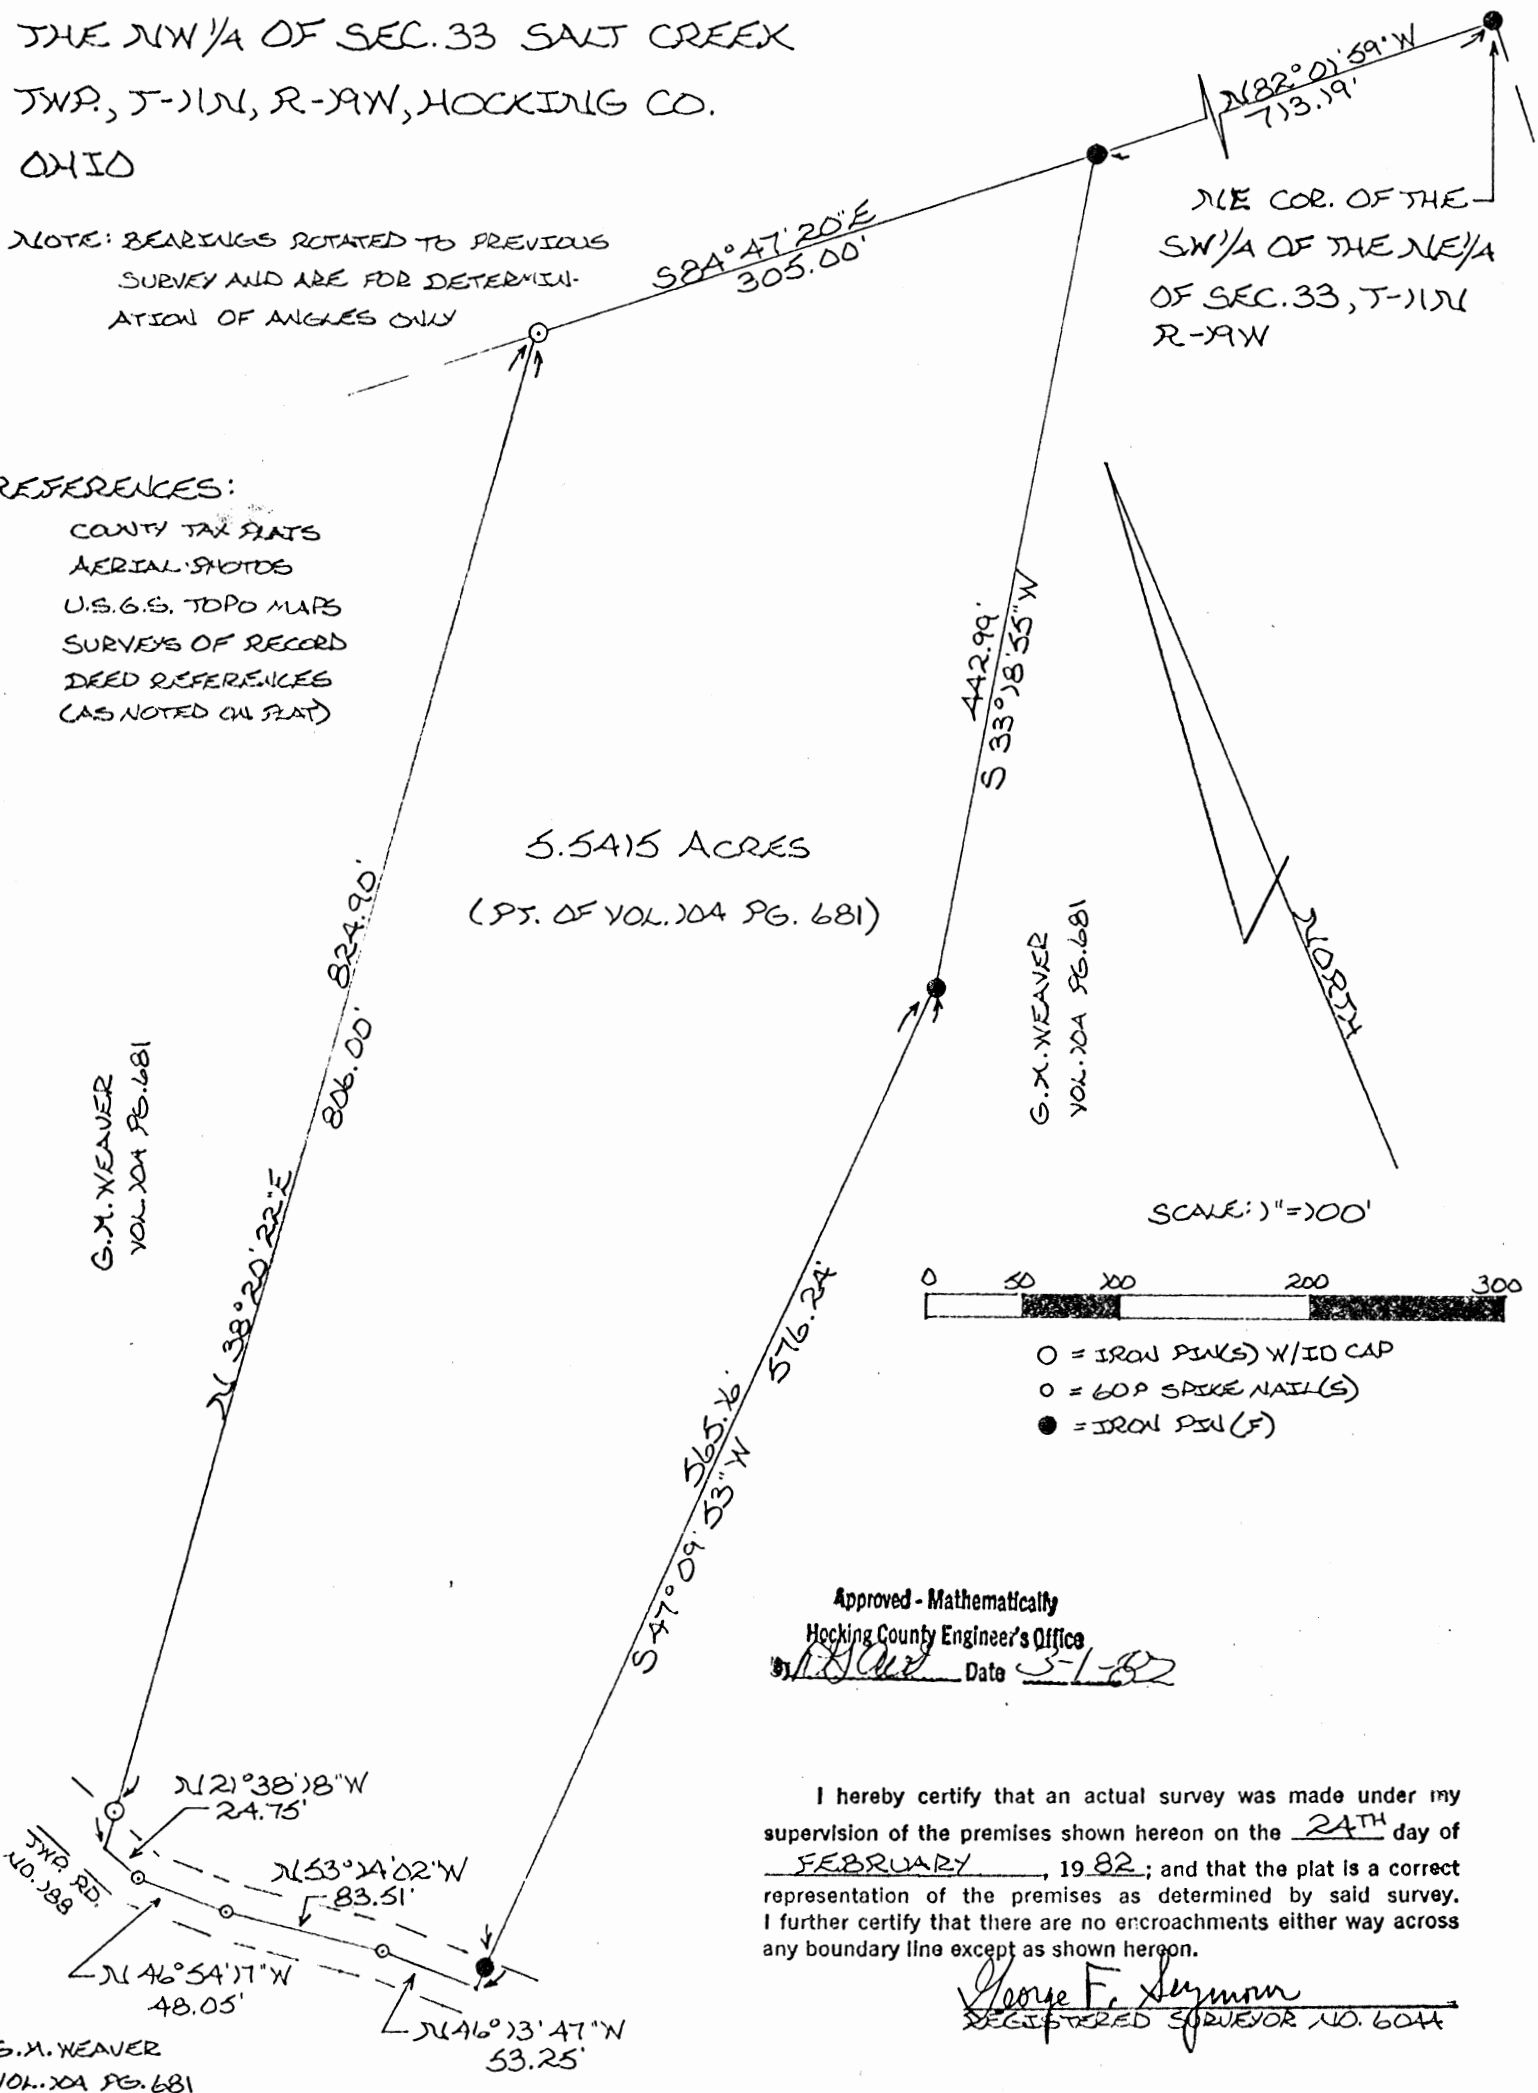 THE NW 1/4 OF SEC. 33 SALT CREEK
TWP., T-11N, R-19W, HOCKING CO.
OHIO
NOTE: BEARINGS ROTATED TO PREVIOUS
SURVEY AND ARE FOR DETERMIN-
ATION OF ANGLES ONLY
N 82° 01' 59" W
713.19'
NE COR. OF THE
SW 1/4 OF THE NE 1/4
OF SEC. 33, T-11N
R-19W
S 84° 47' 20" E
305.00'
REFERENCES:
COUNTY TAX PLATS
AERIAL PHOTOS
U.S.G.S. TOPO MAPS
SURVEYS OF RECORD
DEED REFERENCES
(AS NOTED ON PLAT)
442.99'
S 33° 18' 55" W
5.5415 ACRES
(PT. OF VOL. 104 PG. 681)
824.90'
806.00'
N 38° 20' 22" E
G.H. WEAVER
VOL. 104 PG. 681
G.H. WEAVER
VOL. 104 PG. 681
NORTH
SCALE: 1" = 100'
0 50 100 200 300
O = IRON PIN(S) W/ID CAP
o = 60P SPIKE NAIL(S)
● = IRON PIN (F)
576.24'
565.16'
S 47° 09' 53" W
Approved - Mathematically
Hocking County Engineer's Office
By Date 3-1-82
N 21° 38' 18" W
24.75'
TWP. RD.
NO. 188
N 53° 14' 02" W
83.51'
N 46° 54' 17" W
48.05'
N 46° 13' 47" W
53.25'
G.H. WEAVER
VOL. 104 PG. 681
I hereby certify that an actual survey was made under my
supervision of the premises shown hereon on the 24TH day of
FEBRUARY, 1982; and that the plat is a correct
representation of the premises as determined by said survey.
I further certify that there are no encroachments either way across
any boundary line except as shown hereon.
George F. Seymour
REGISTERED SURVEYOR NO. 6044